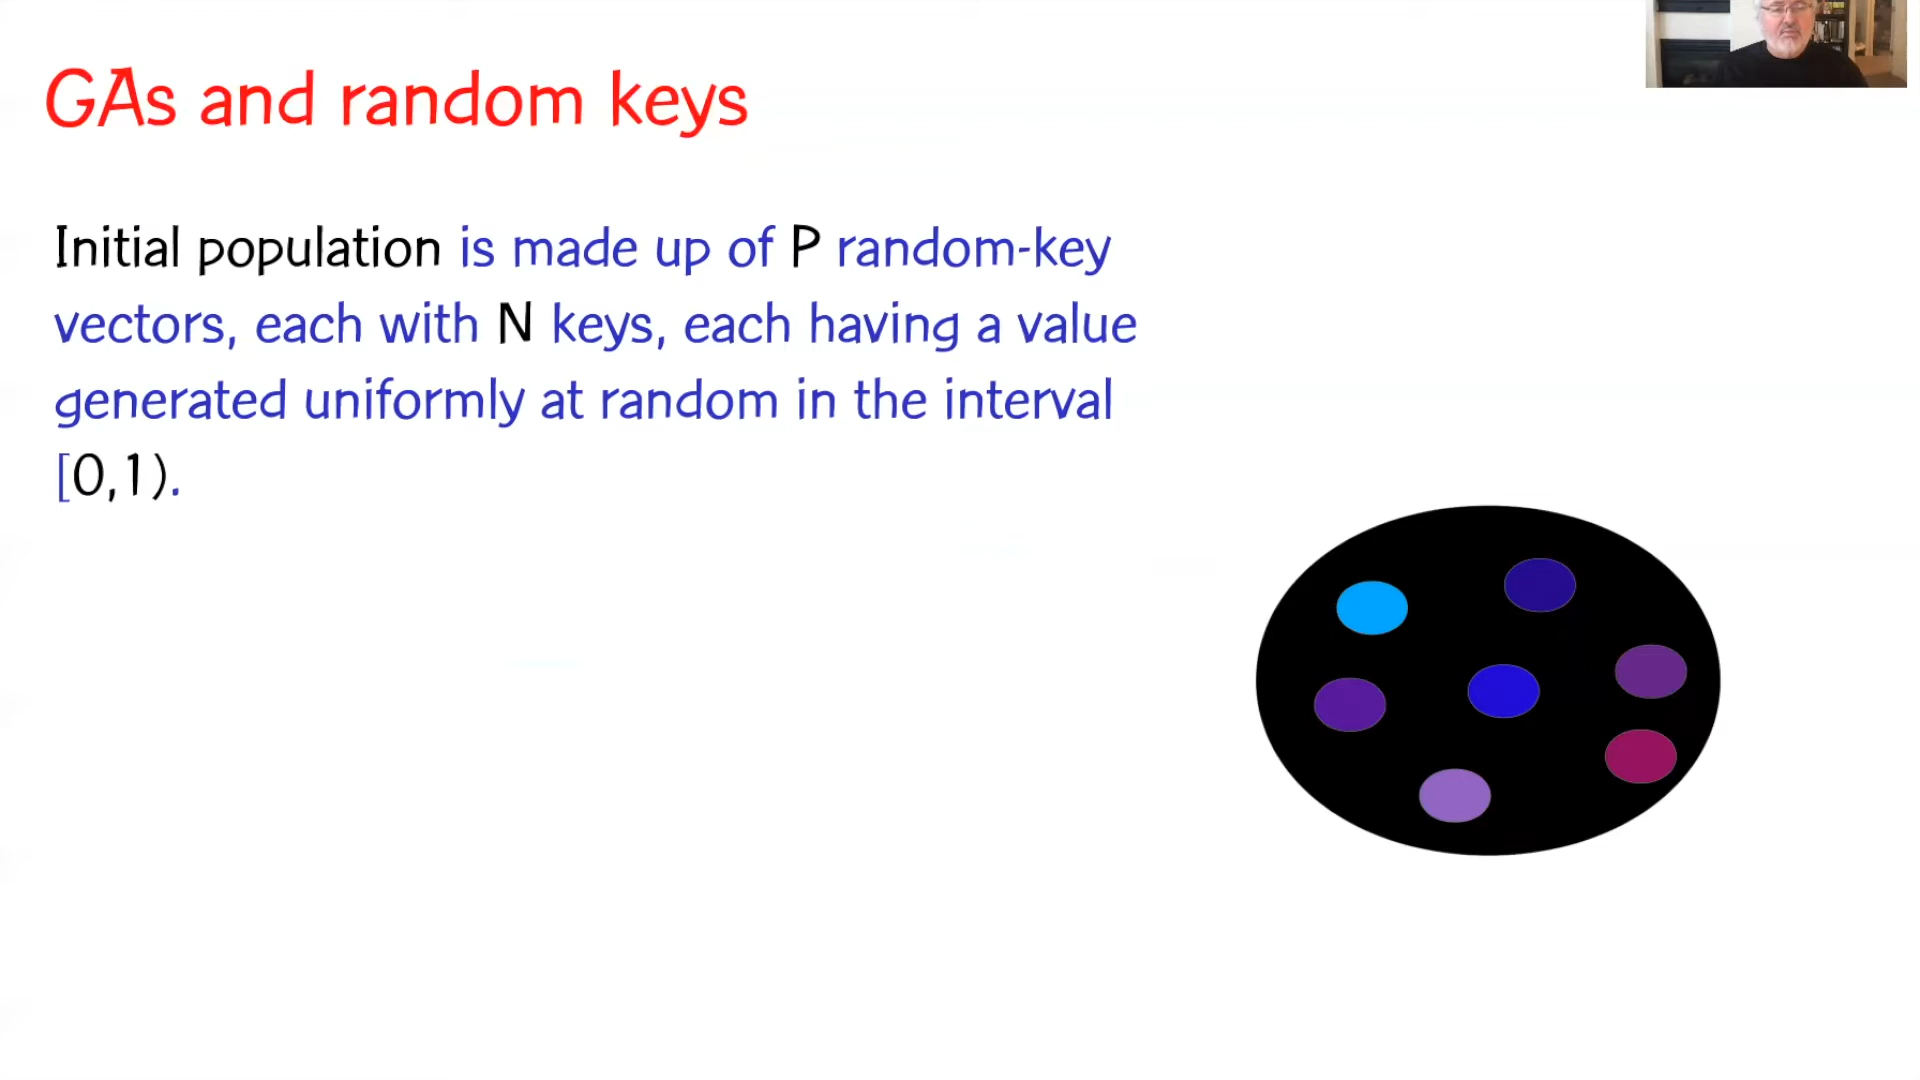 GAs and random keys
Initial population is made up of P random-key
vectors, each with N keys, each having a value
generated uniformly at random in the interval
[0,1).